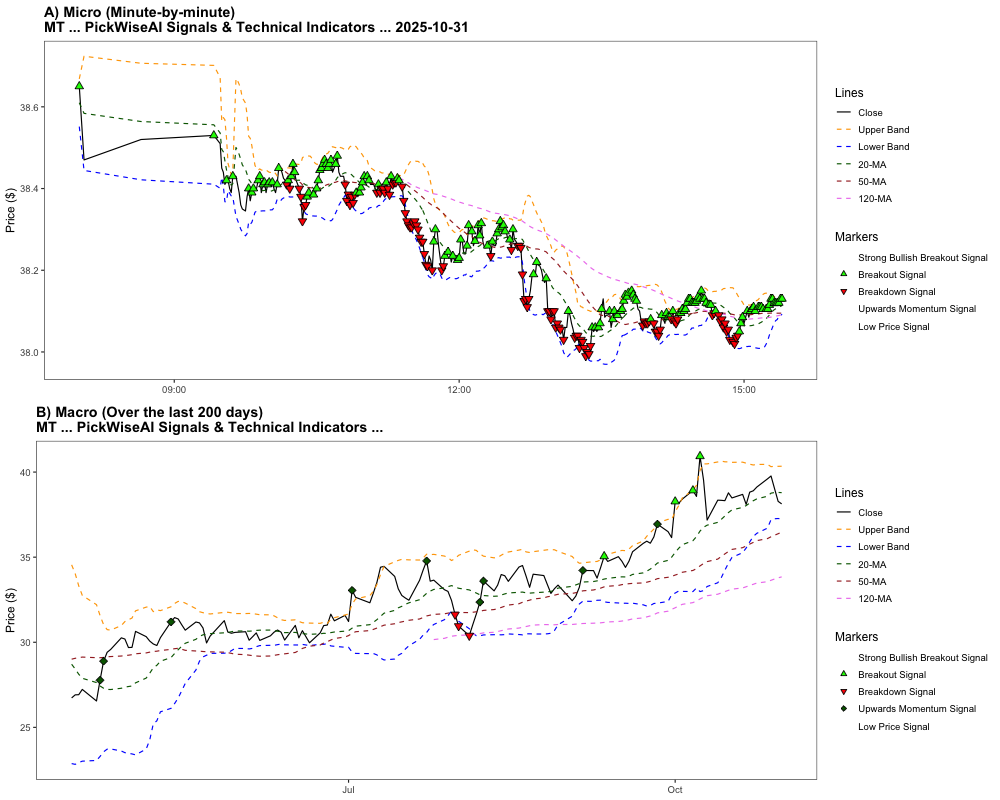 A) Micro (Minute-by-minute)
MT ... PickWiseAI Signals & Technical Indicators ... 2025-10-31
Price ($)
38.6
38.4
38.2
38.0
09:00
12:00
15:00
Lines
Close
Upper Band
Lower Band
20-MA
50-MA
120-MA
Markers
Strong Bullish Breakout Signal
Breakout Signal
Breakdown Signal
Upwards Momentum Signal
Low Price Signal
B) Macro (Over the last 200 days)
MT ... PickWiseAI Signals & Technical Indicators ...
Price ($)
40
35
30
25
Jul
Oct
Lines
Close
Upper Band
Lower Band
20-MA
50-MA
120-MA
Markers
Strong Bullish Breakout Signal
Breakout Signal
Breakdown Signal
Upwards Momentum Signal
Low Price Signal